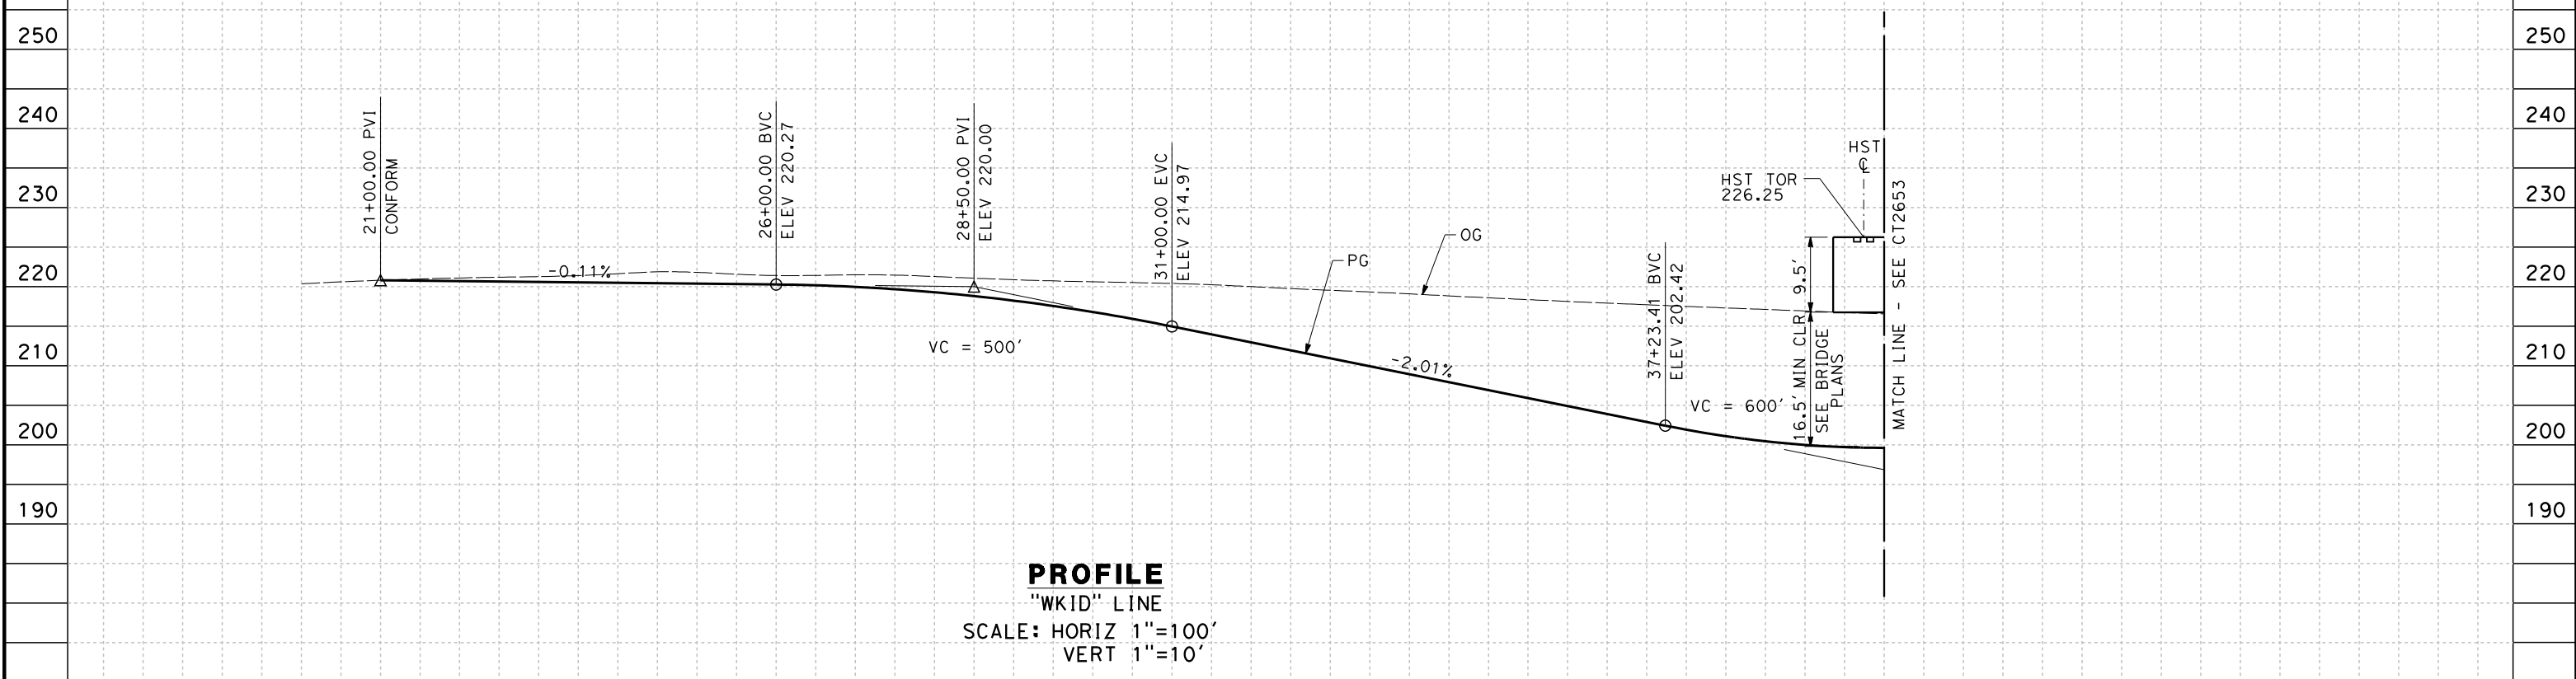 250
250
240
240
230
230
220
220
210
210
200
200
190
190
21+00.00 PVI
CONFORM
-0.11%
26+00.00 BVC
ELEV 220.27
28+50.00 PVI
ELEV 220.00
VC = 500'
31+00.00 EVC
ELEV 214.97
PG
OG
-2.01%
37+23.41 BVC
ELEV 202.42
VC = 600'
HST TOR
226.25
HST
℄
9.5'
16.5' MIN CLR
SEE BRIDGE
PLANS
MATCH LINE - SEE CT2653
PROFILE
"WKID" LINE
SCALE: HORIZ 1"=100'
VERT 1"=10'